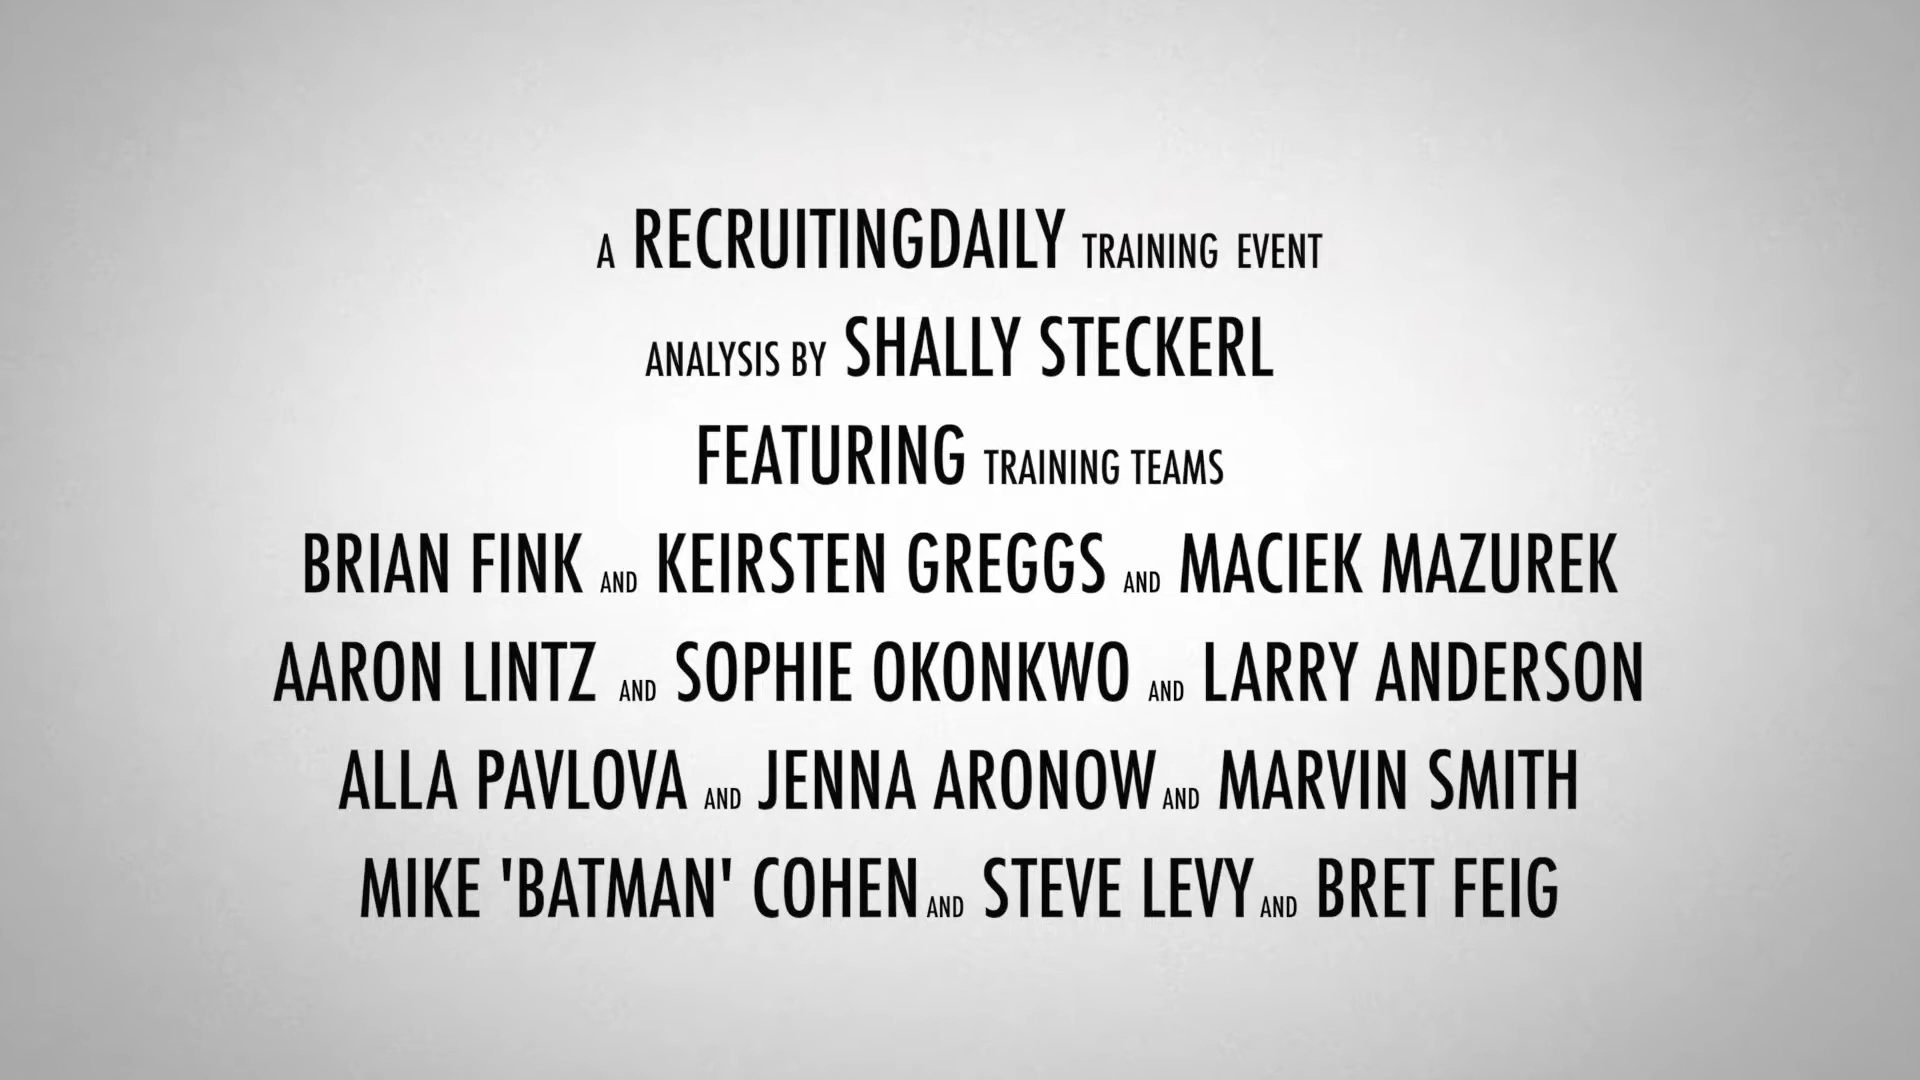 A RECRUITINGDAILY TRAINING EVENT
ANALYSIS BY SHALLY STECKERL
FEATURING TRAINING TEAMS
BRIAN FINK AND KEIRSTEN GREGGS AND MACIEK MAZUREK
AARON LINTZ AND SOPHIE OKONKWO AND LARRY ANDERSON
ALLA PAVLOVA AND JENNA ARONOW AND MARVIN SMITH
MIKE 'BATMAN' COHEN AND STEVE LEVY AND BRET FEIG